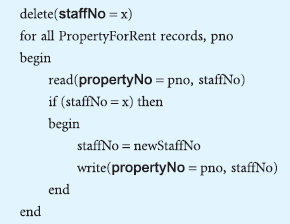 delete(staffNo = x)
for all PropertyForRent records, pno
begin
read(propertyNo = pno, staffNo)
if (staffNo = x) then
begin
staffNo = newStaffNo
write(propertyNo = pno, staffNo)
end
end